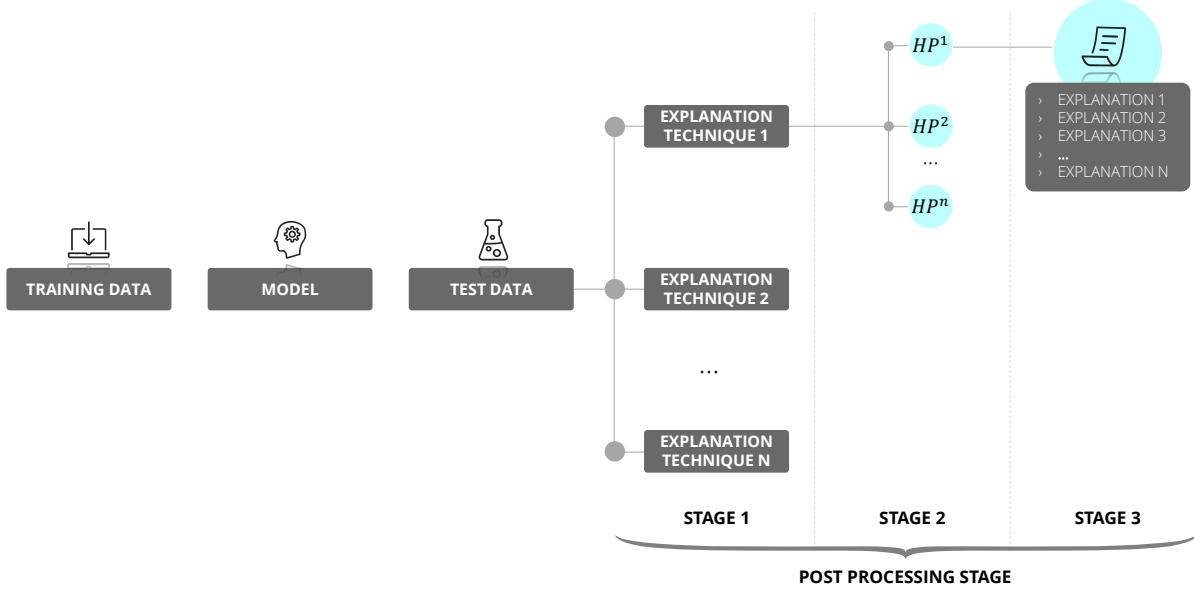 TRAINING DATA
MODEL
TEST DATA
EXPLANATION
TECHNIQUE 1
EXPLANATION
TECHNIQUE 2
...
EXPLANATION
TECHNIQUE N
HP¹
HP²
...
HPⁿ
› EXPLANATION 1
› EXPLANATION 2
› EXPLANATION 3
› ...
› EXPLANATION N
STAGE 1
STAGE 2
STAGE 3
POST PROCESSING STAGE